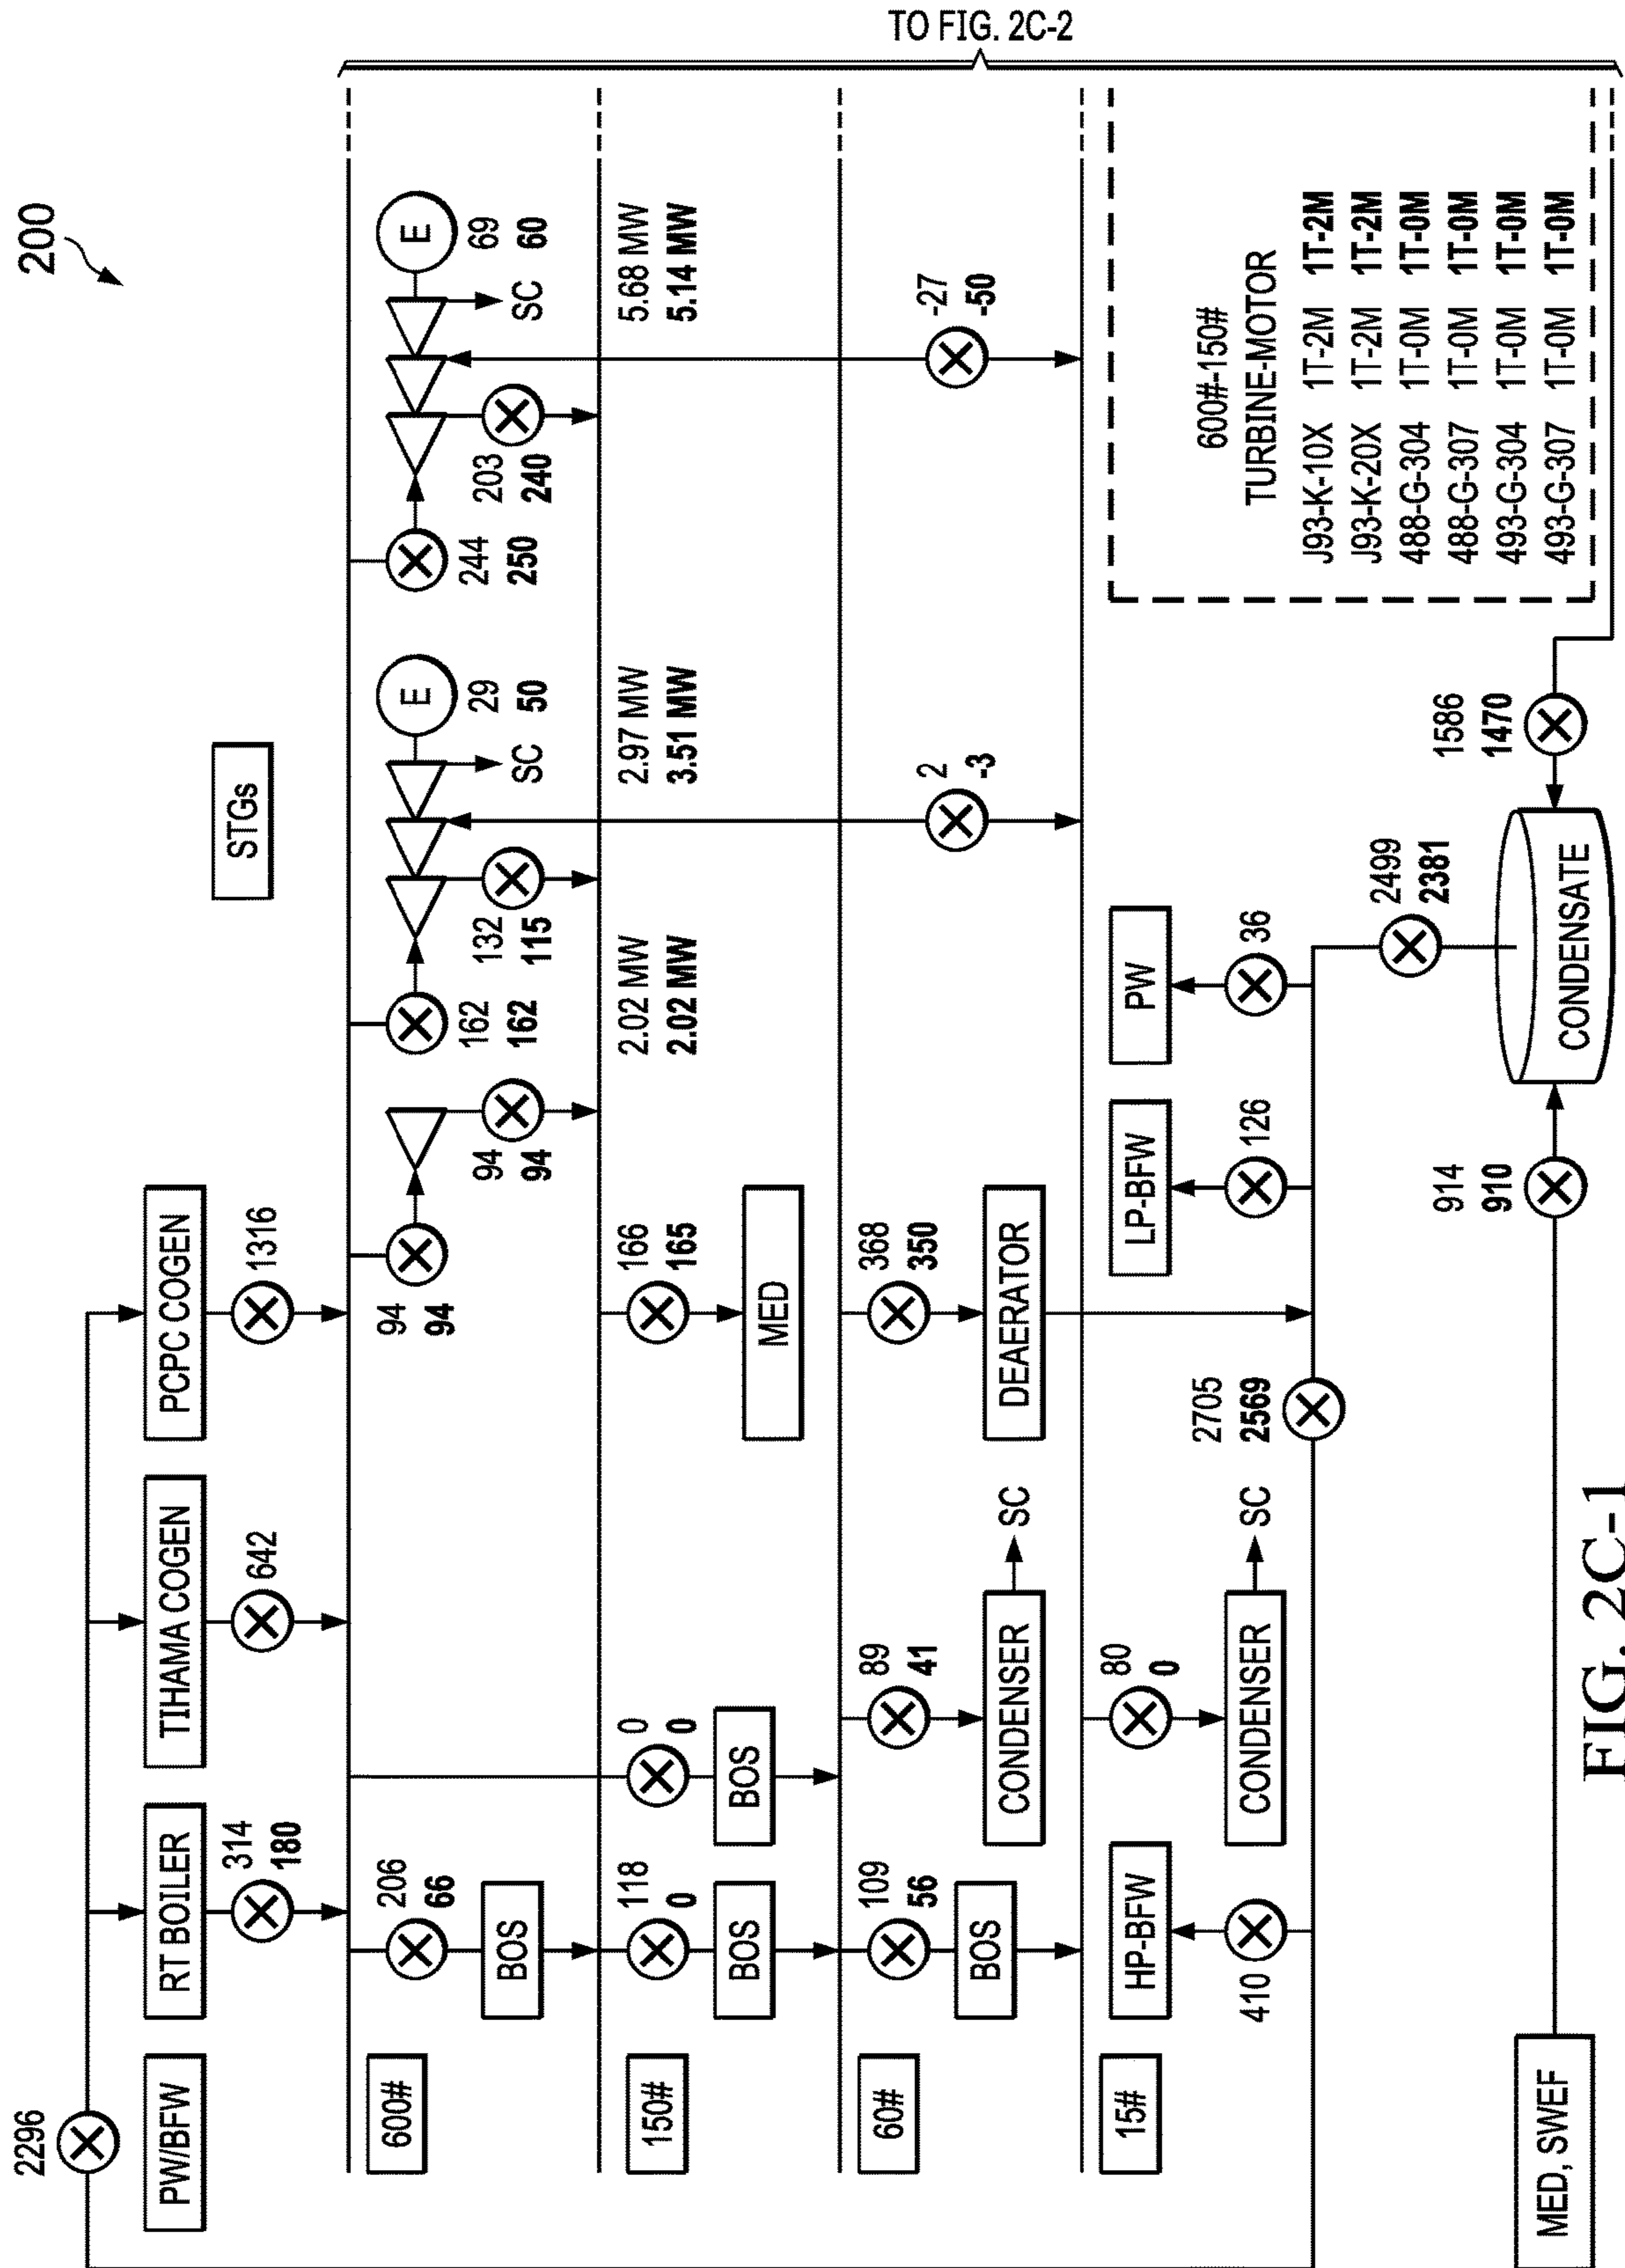 200
TO FIG. 2C-2
2296
PW/BFW
RT BOILER
TIHAMA COGEN
PCPC COGEN
STGs
314
180
642
1316
600#
206
66
BOS
94
94
94
94
162
162
132
115
SC
E
29
50
244
250
203
240
SC
E
69
60
150#
118
0
BOS
0
0
BOS
166
165
MED
2.02 MW
2.02 MW
2.97 MW
3.51 MW
5.68 MW
5.14 MW
60#
109
56
BOS
89
41
CONDENSER
SC
368
350
DEAERATOR
2
-3
-27
-50
15#
HP-BFW
410
80
0
CONDENSER
SC
2705
2569
LP-BFW
126
PW
36
2499
2381
600#-150#
TURBINE-MOTOR
J93-K-10X 1T-2M 1T-2M
J93-K-20X 1T-2M 1T-2M
488-G-304 1T-0M 1T-0M
488-G-307 1T-0M 1T-0M
493-G-304 1T-0M 1T-0M
493-G-307 1T-0M 1T-0M
MED, SWEF
914
910
CONDENSATE
1586
1470
FIG. 2C-1